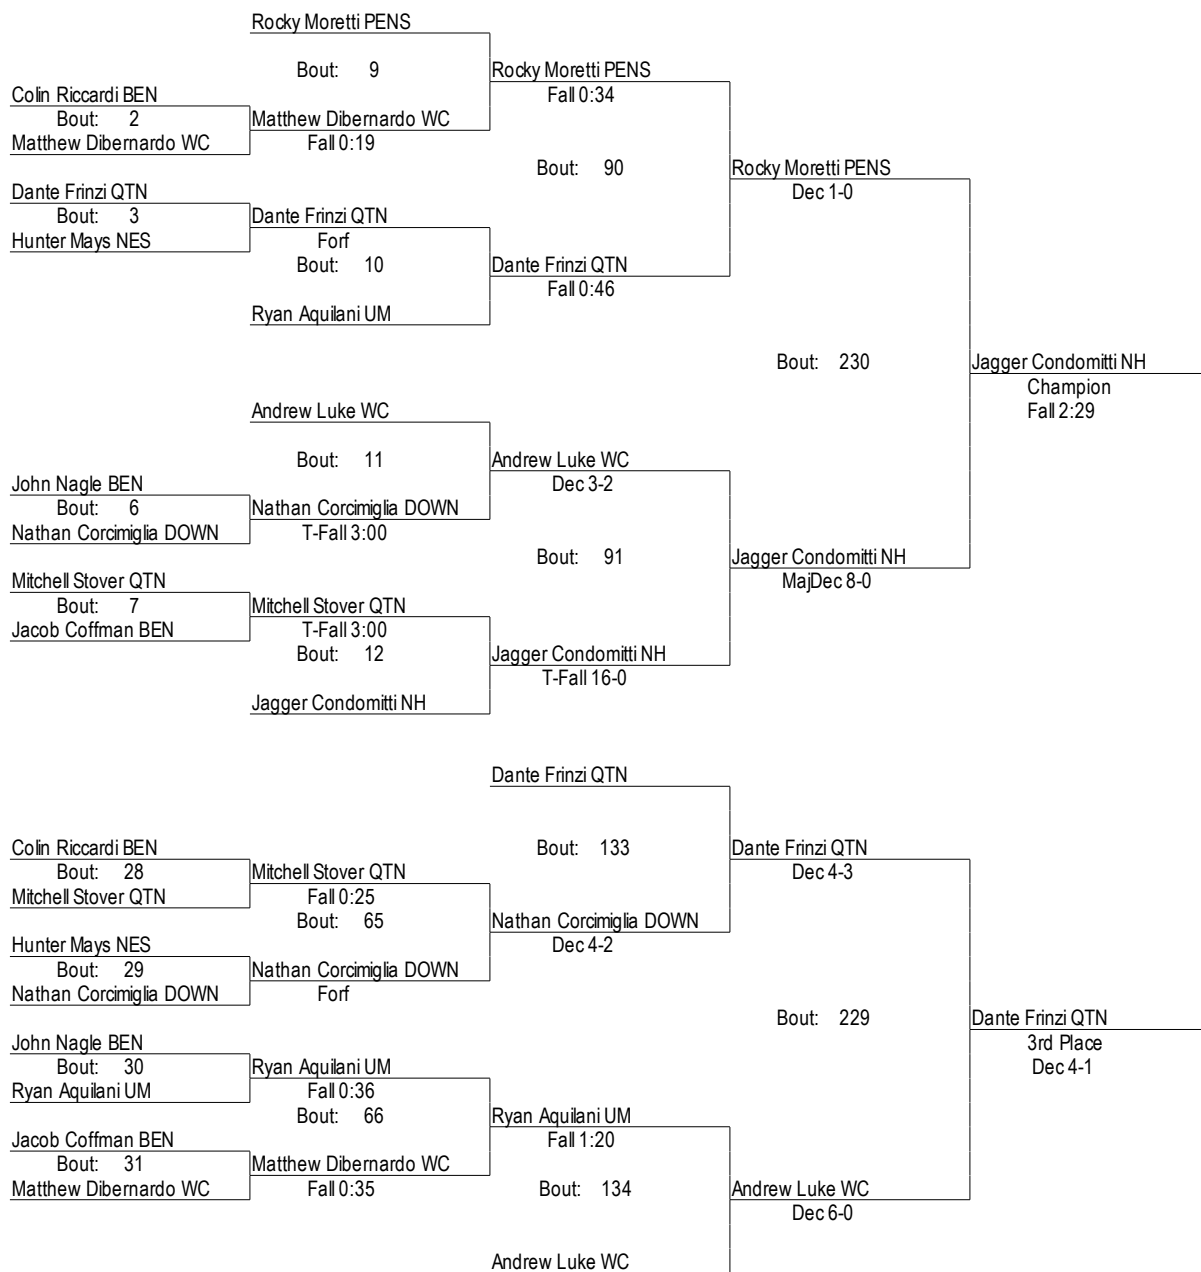 Rocky Moretti PENS
Bout: 9
Rocky Moretti PENS
Colin Riccardi BEN
Fall 0:34
Bout: 2
Matthew Dibernardo WC
Matthew Dibernardo WC
Fall 0:19
Bout: 90
Rocky Moretti PENS
Dante Frinzi QTN
Dec 1-0
Bout: 3
Dante Frinzi QTN
Hunter Mays NES
Forf
Bout: 10
Dante Frinzi QTN
Fall 0:46
Ryan Aquilani UM
Bout: 230
Jagger Condomitti NH
Champion
Andrew Luke WC
Fall 2:29
Bout: 11
Andrew Luke WC
John Nagle BEN
Dec 3-2
Bout: 6
Nathan Corcimiglia DOWN
Nathan Corcimiglia DOWN
T-Fall 3:00
Bout: 91
Jagger Condomitti NH
Mitchell Stover QTN
MajDec 8-0
Bout: 7
Mitchell Stover QTN
Jacob Coffman BEN
T-Fall 3:00
Bout: 12
Jagger Condomitti NH
T-Fall 16-0
Jagger Condomitti NH
Dante Frinzi QTN
Colin Riccardi BEN
Bout: 133
Dante Frinzi QTN
Bout: 28
Mitchell Stover QTN
Dec 4-3
Mitchell Stover QTN
Fall 0:25
Bout: 65
Nathan Corcimiglia DOWN
Hunter Mays NES
Dec 4-2
Bout: 29
Nathan Corcimiglia DOWN
Nathan Corcimiglia DOWN
Forf
Bout: 229
Dante Frinzi QTN
John Nagle BEN
3rd Place
Bout: 30
Ryan Aquilani UM
Dec 4-1
Ryan Aquilani UM
Fall 0:36
Bout: 66
Ryan Aquilani UM
Jacob Coffman BEN
Fall 1:20
Bout: 31
Matthew Dibernardo WC
Matthew Dibernardo WC
Fall 0:35
Bout: 134
Andrew Luke WC
Dec 6-0
Andrew Luke WC